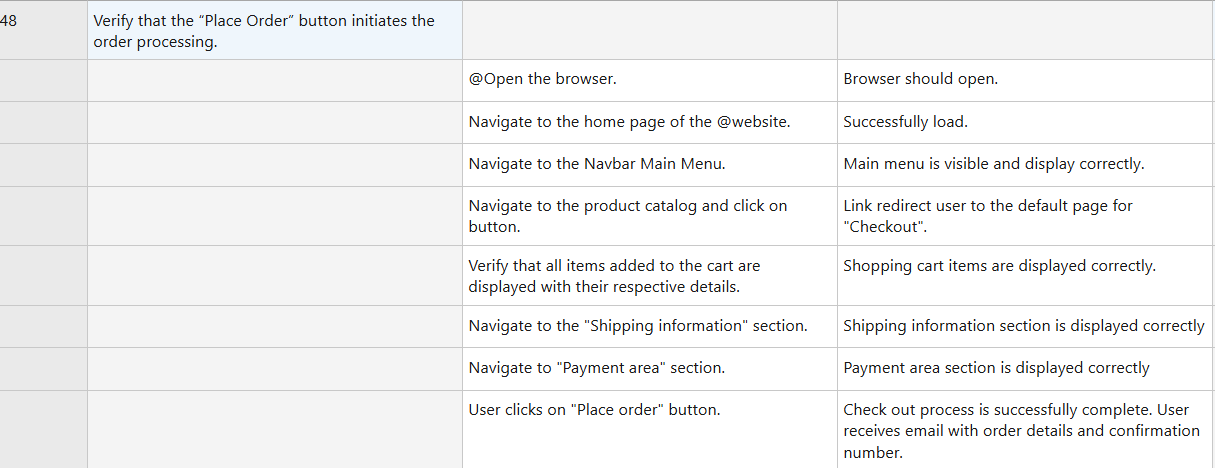 48
Verify that the “Place Order” button initiates the
order processing.
@Open the browser.
Browser should open.
Navigate to the home page of the @website.
Successfully load.
Navigate to the Navbar Main Menu.
Main menu is visible and display correctly.
Navigate to the product catalog and click on
button.
Link redirect user to the default page for
"Checkout".
Verify that all items added to the cart are
displayed with their respective details.
Shopping cart items are displayed correctly.
Navigate to the "Shipping information" section.
Shipping information section is displayed correctly
Navigate to "Payment area" section.
Payment area section is displayed correctly
User clicks on "Place order" button.
Check out process is successfully complete. User
receives email with order details and confirmation
number.